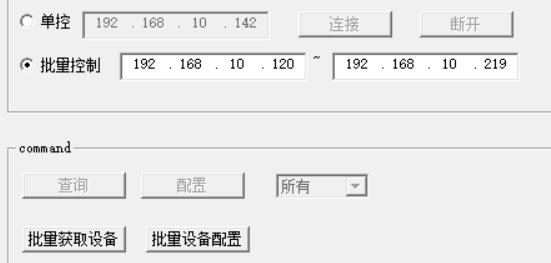 单控 192 . 168 . 10 . 142 连接 断开
批量控制 192 . 168 . 10 . 120 ~ 192 . 168 . 10 . 219
command
查询 配置 所有
批量获取设备 批量设备配置